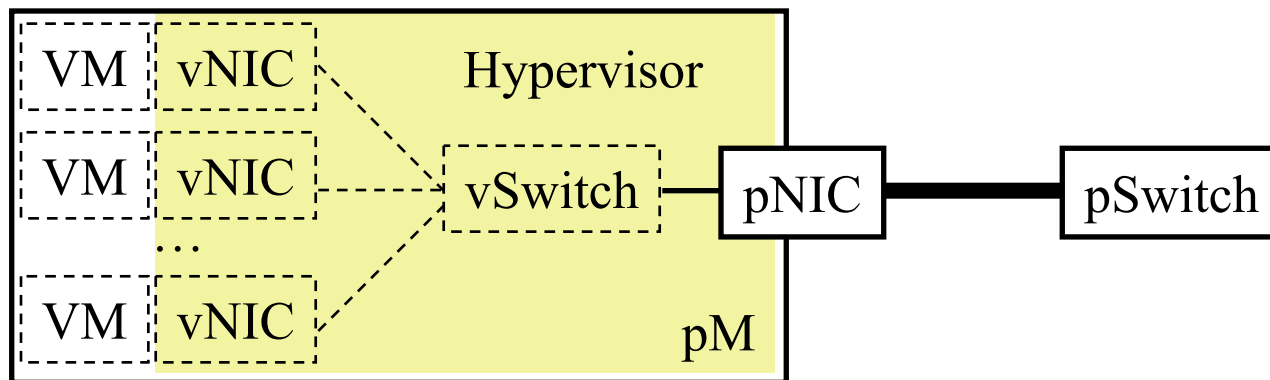 VM vNIC Hypervisor
VM vNIC vSwitch pNIC pSwitch
...
VM vNIC pM